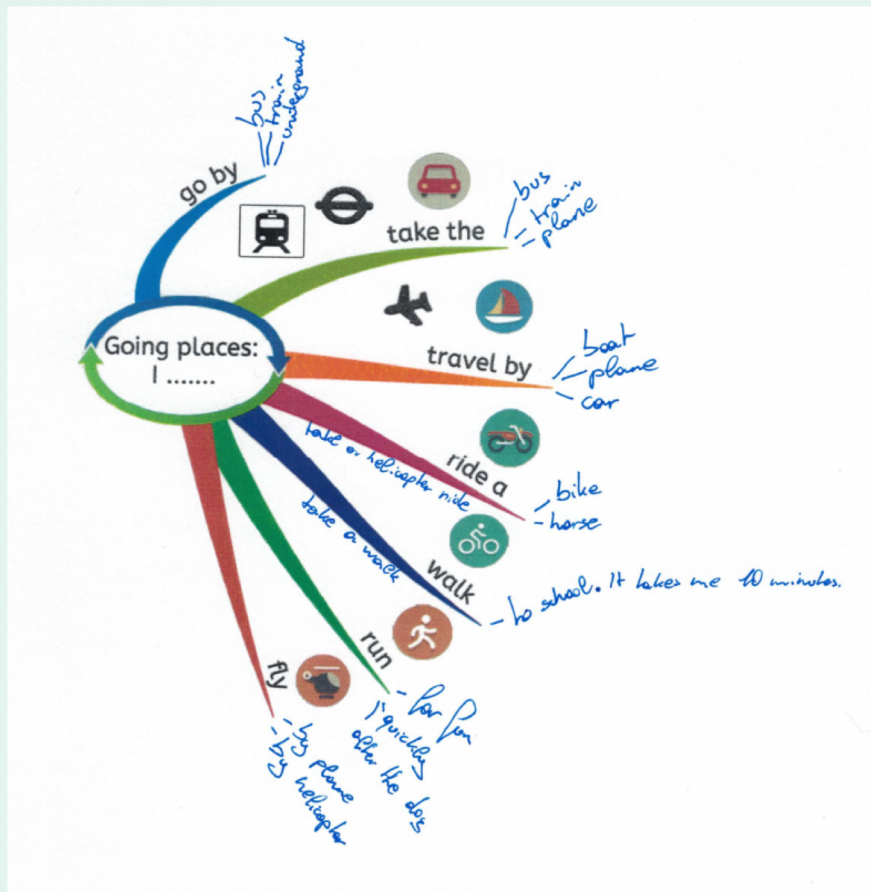 Going places:
I .......
go by
bus
train
underground
take the
bus
train
plane
travel by
boat
plane
car
ride a
take a helicopter ride
bike
horse
walk
take a walk
- to school. It takes me 10 minutes.
run
- for fun
quickly
after the dog
fly
- by plane
- by helicopter